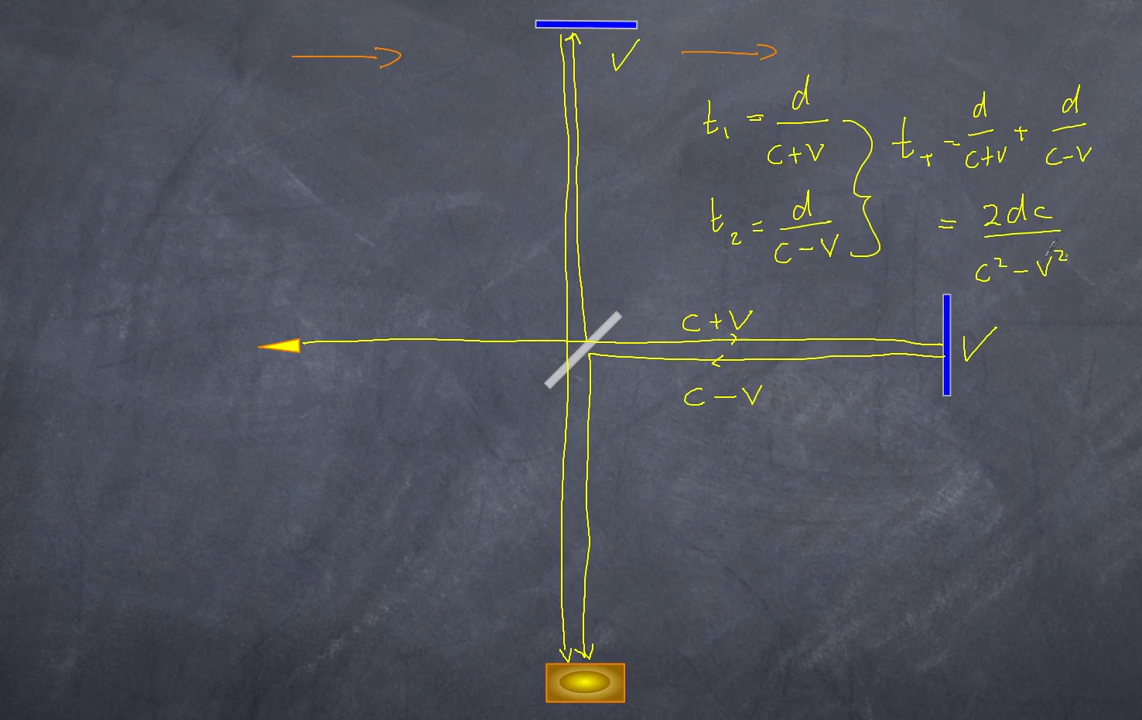 t₁ = d/(c+v)
t₂ = d/(c-v)
t_T = d/(c+v) + d/(c-v)
= 2dc/(c²-v²)
c+v
c-v